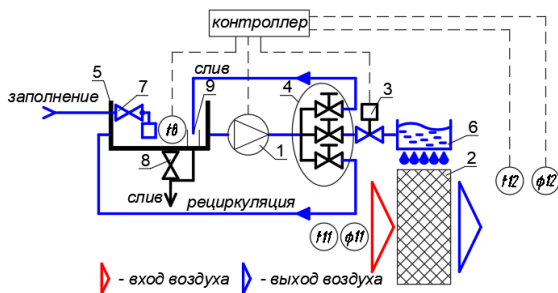 контроллер
5
7
слив
9
4
3
заполнение
tв
6
8
1
2
t12
φ12
слив
рециркуляция
t11
φ11
- вход воздуха
- выход воздуха